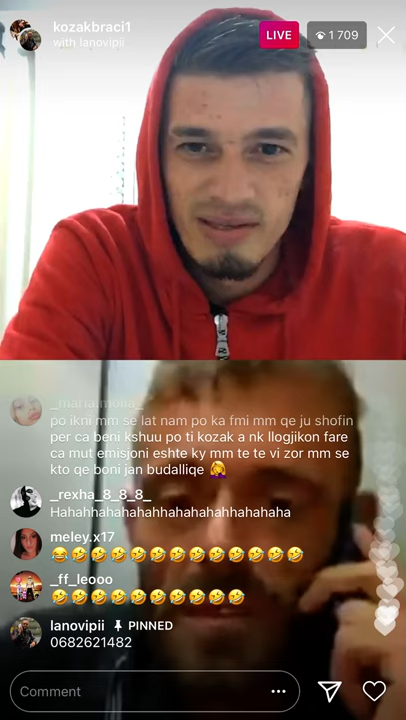 kozakbraci1
with lanovipii
LIVE
1 709
_maria.molla_
po ikni mm se lat nam po ka fmi mm qe ju shofin
per ca beni kshuu po ti kozak a nk llogjikon fare
ca mut emisjoni eshte ky mm te te vi zor mm se
kto qe boni jan budalliqe 🤦‍♀️
_rexha_8_8_8_
Hahahhahahahahhahahahahhahahaha
meley.x17
😂🤣🤣🤣🤣🤣🤣🤣🤣🤣🤣🤣🤣🤣
_ff_leooo
🤣🤣🤣🤣🤣🤣🤣🤣🤣🤣🤣
lanovipii PINNED
0682621482
Comment